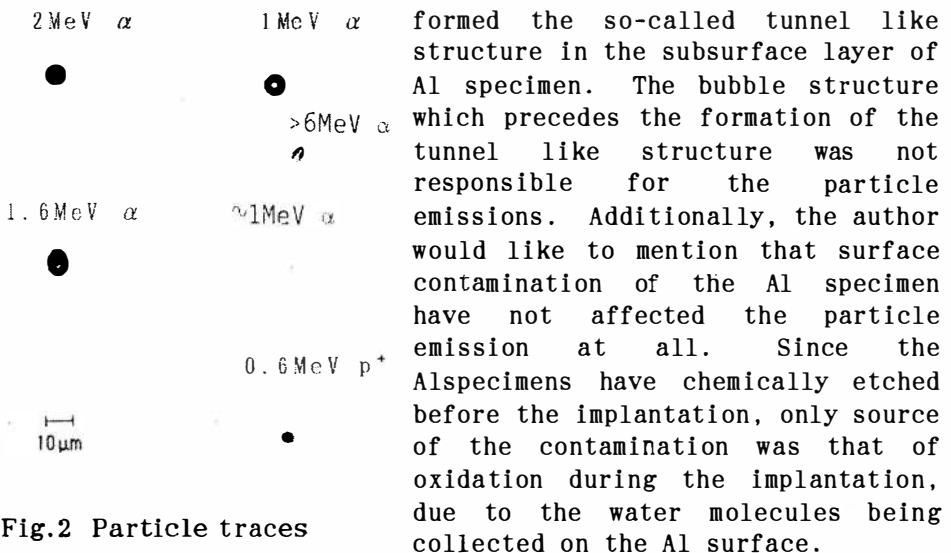 2MeV α
1MeV α
>6MeV α
1.6MeV α
~1MeV α
0.6MeV p⁺
10μm
Fig.2 Particle traces
formed the so-called tunnel like
structure in the subsurface layer of
Al specimen. The bubble structure
which precedes the formation of the
tunnel like structure was not
responsible for the particle
emissions. Additionally, the author
would like to mention that surface
contamination of the Al specimen
have not affected the particle
emission at all. Since the
Alspecimens have chemically etched
before the implantation, only source
of the contamination was that of
oxidation during the implantation,
due to the water molecules being
collected on the Al surface.